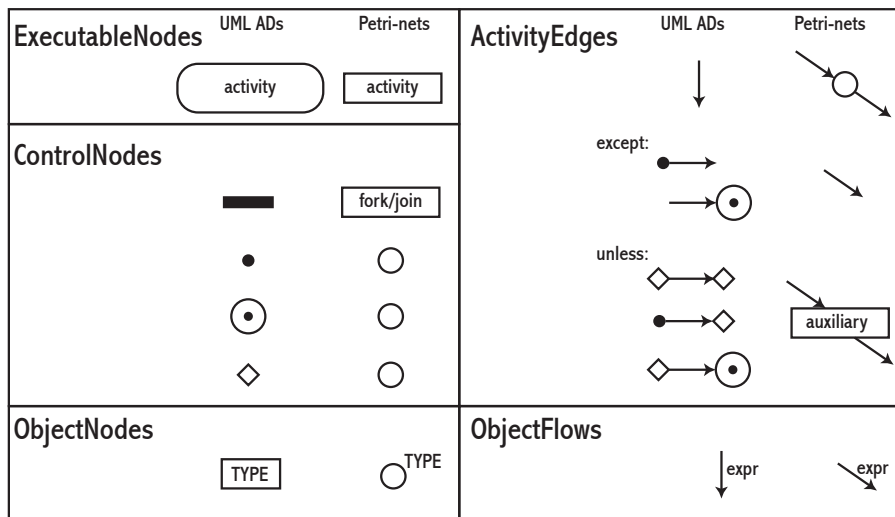 ExecutableNodes
UML ADs
Petri-nets
activity
activity
ControlNodes
fork/join
ObjectNodes
TYPE
TYPE
ActivityEdges
UML ADs
Petri-nets
except:
unless:
auxiliary
ObjectFlows
expr
expr